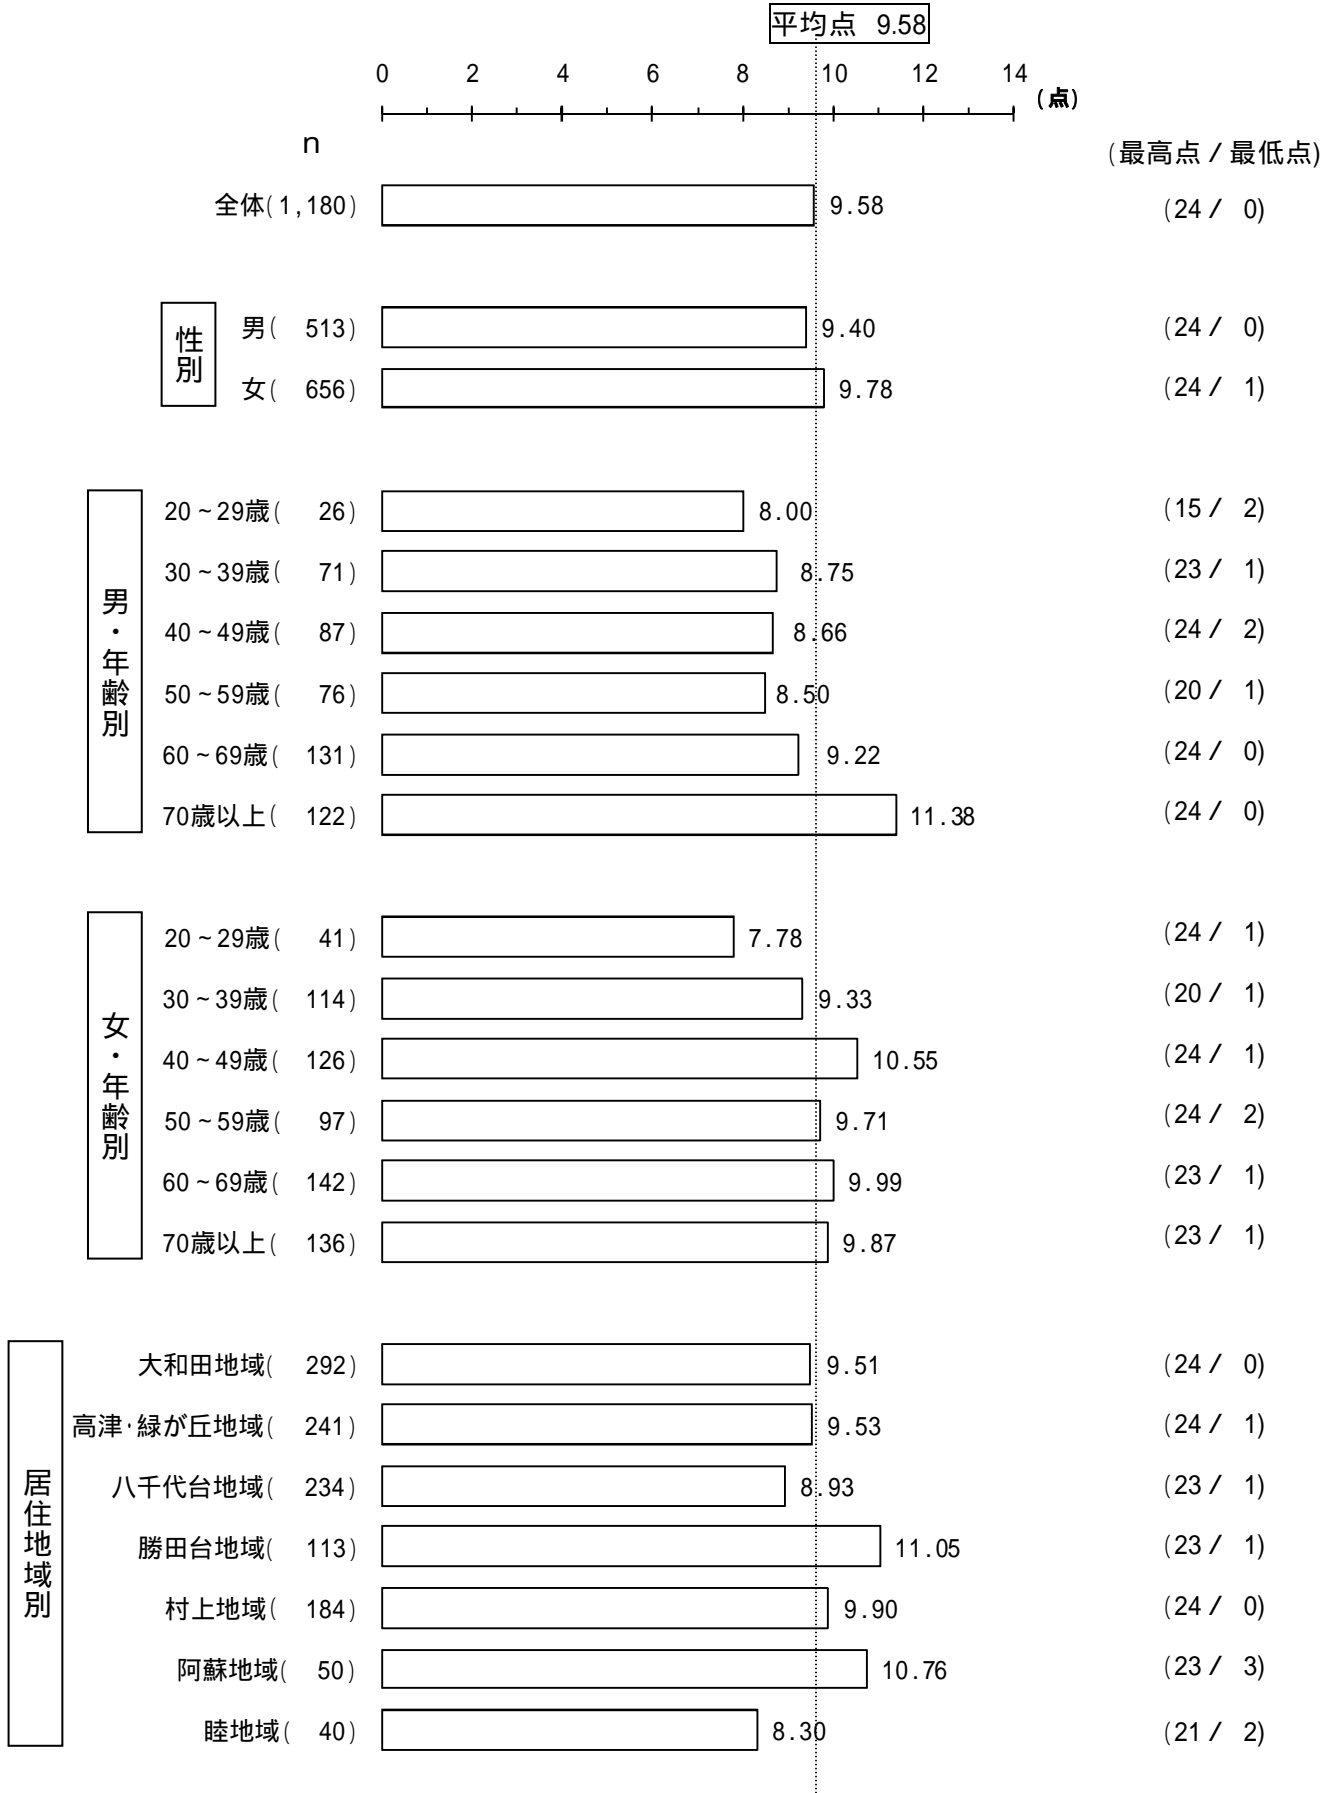 平均点 9.58
0 2 4 6 8 10 12 14
(点)
n
(最高点 / 最低点)
全体(1,180) 9.58 (24 / 0)
性別
男( 513) 9.40 (24 / 0)
女( 656) 9.78 (24 / 1)
男・年齢別
20~29歳( 26) 8.00 (15 / 2)
30~39歳( 71) 8.75 (23 / 1)
40~49歳( 87) 8.66 (24 / 2)
50~59歳( 76) 8.50 (20 / 1)
60~69歳( 131) 9.22 (24 / 0)
70歳以上( 122) 11.38 (24 / 0)
女・年齢別
20~29歳( 41) 7.78 (24 / 1)
30~39歳( 114) 9.33 (20 / 1)
40~49歳( 126) 10.55 (24 / 1)
50~59歳( 97) 9.71 (24 / 2)
60~69歳( 142) 9.99 (23 / 1)
70歳以上( 136) 9.87 (23 / 1)
居住地域別
大和田地域( 292) 9.51 (24 / 0)
高津・緑が丘地域( 241) 9.53 (24 / 1)
八千代台地域( 234) 8.93 (23 / 1)
勝田台地域( 113) 11.05 (23 / 1)
村上地域( 184) 9.90 (24 / 0)
阿蘇地域( 50) 10.76 (23 / 3)
睦地域( 40) 8.30 (21 / 2)